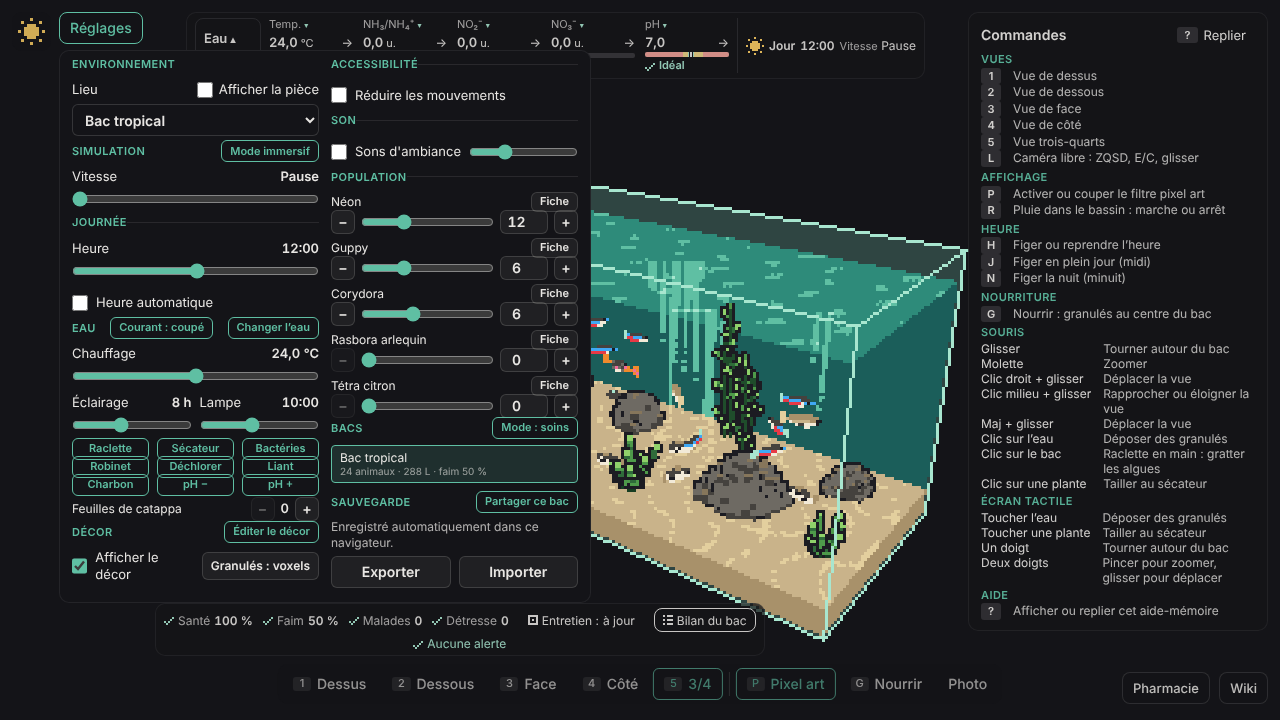 Réglages
Eau ▴
Temp. ▾
24,0 °C →
NH₃/NH₄⁺ ▾
0,0 u. →
NO₂⁻ ▾
0,0 u. →
NO₃⁻ ▾
0,0 u. →
pH ▾
7,0 →
Idéal
Jour 12:00 Vitesse Pause
ENVIRONNEMENT
Lieu
Afficher la pièce
Bac tropical
SIMULATION
Mode immersif
Vitesse
Pause
JOURNÉE
Heure
12:00
Heure automatique
EAU
Courant : coupé
Changer l’eau
Chauffage
24,0 °C
Éclairage
8 h
Lampe
10:00
Raclette
Sécateur
Bactéries
Robinet
Déchlorer
Liant
Charbon
pH −
pH +
Feuilles de catappa
−
0
+
DÉCOR
Éditer le décor
Afficher le
décor
Granulés : voxels
ACCESSIBILITÉ
Réduire les mouvements
SON
Sons d'ambiance
POPULATION
Néon
Fiche
−
12
+
Guppy
Fiche
−
6
+
Corydora
Fiche
−
6
+
Rasbora arlequin
Fiche
−
0
+
Tétra citron
Fiche
−
0
+
BACS
Mode : soins
Bac tropical
24 animaux · 288 L · faim 50 %
SAUVEGARDE
Partager ce bac
Enregistré automatiquement dans ce
navigateur.
Exporter
Importer
Santé 100 %
Faim 50 %
Malades 0
Détresse 0
Entretien : à jour
Bilan du bac
Aucune alerte
1 Dessus
2 Dessous
3 Face
4 Côté
5 3/4
P Pixel art
G Nourrir
Photo
Commandes
? Replier
VUES
1 Vue de dessus
2 Vue de dessous
3 Vue de face
4 Vue de côté
5 Vue trois-quarts
L Caméra libre : ZQSD, E/C, glisser
AFFICHAGE
P Activer ou couper le filtre pixel art
R Pluie dans le bassin : marche ou arrêt
HEURE
H Figer ou reprendre l’heure
J Figer en plein jour (midi)
N Figer la nuit (minuit)
NOURRITURE
G Nourrir : granulés au centre du bac
SOURIS
Glisser Tourner autour du bac
Molette Zoomer
Clic droit + glisser Déplacer la vue
Clic milieu + glisser Rapprocher ou éloigner la
vue
Maj + glisser Déplacer la vue
Clic sur l’eau Déposer des granulés
Clic sur le bac Raclette en main : gratter
les algues
Clic sur une plante Tailler au sécateur
ÉCRAN TACTILE
Toucher l’eau Déposer des granulés
Toucher une plante Tailler au sécateur
Un doigt Tourner autour du bac
Deux doigts Pincer pour zoomer,
glisser pour déplacer
AIDE
? Afficher ou replier cet aide-mémoire
Pharmacie
Wiki